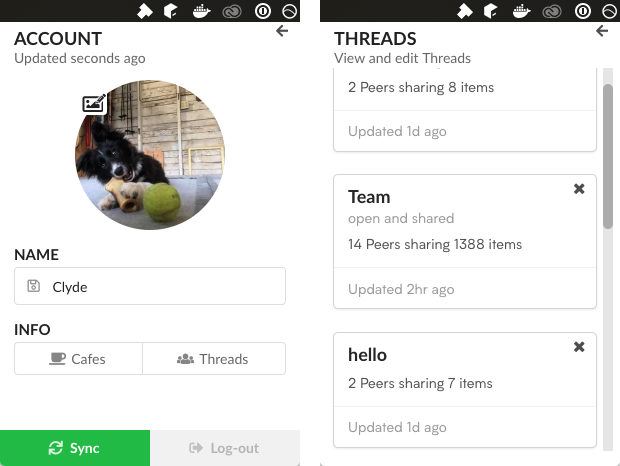 ACCOUNT
Updated seconds ago
NAME
Clyde
INFO
Cafes
Threads
Sync
Log-out
THREADS
View and edit Threads
2 Peers sharing 8 items
Updated 1d ago
Team
open and shared
14 Peers sharing 1388 items
Updated 2hr ago
hello
2 Peers sharing 7 items
Updated 1d ago